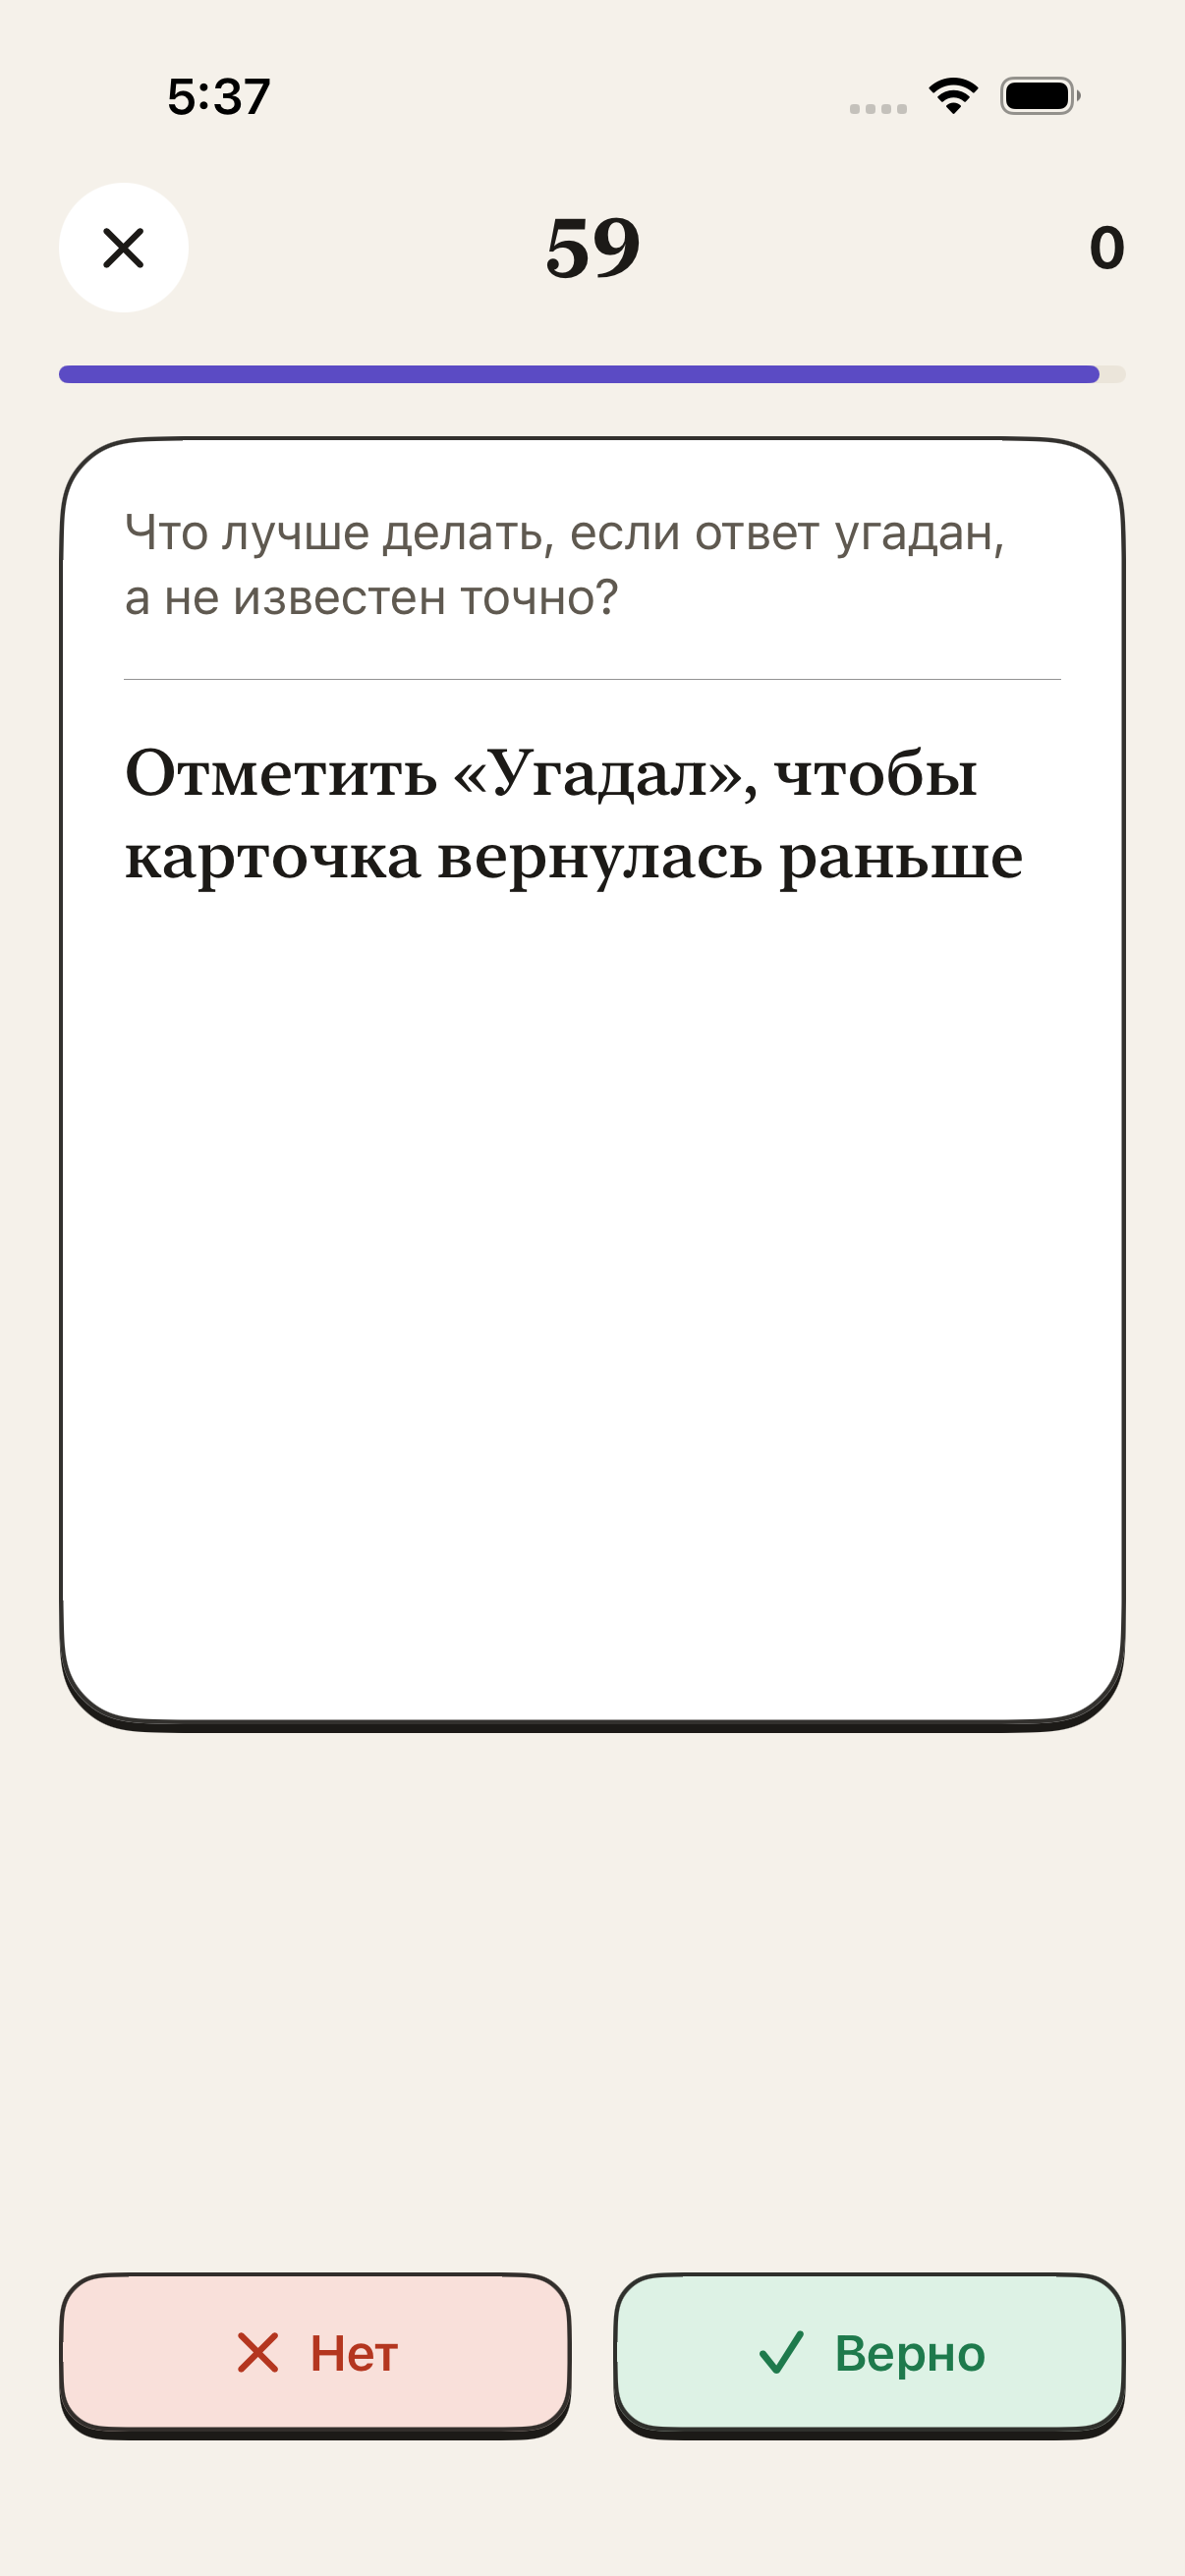 5:37
59
0
Что лучше делать, если ответ угадан,
а не известен точно?
Отметить «Угадал», чтобы
карточка вернулась раньше
Нет
Верно